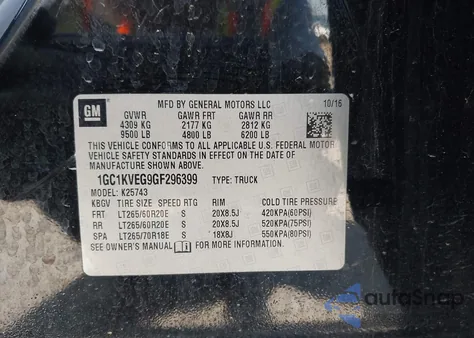 GM
MFD BY GENERAL MOTORS LLC 10/16
GVWR GAWR FRT GAWR RR
4309 KG 2177 KG 2812 KG
9500 LB 4800 LB 6200 LB
THIS VEHICLE CONFORMS TO ALL APPLICABLE U.S. FEDERAL MOTOR
VEHICLE SAFETY STANDARDS IN EFFECT ON THE DATE OF
MANUFACTURE SHOWN ABOVE.
1GC1KVEG9GF296399 TYPE: TRUCK
MODEL: K25743
KBGV TIRE SIZE SPEED RTG RIM COLD TIRE PRESSURE
FRT LT265/60R20E S 20X8.5J 420KPA(60PSI)
RR LT265/60R20E S 20X8.5J 520KPA(75PSI)
SPA LT265/70R18E S 18X8J 550KPA(80PSI)
SEE OWNER'S MANUAL FOR MORE INFORMATION.
autoSnap